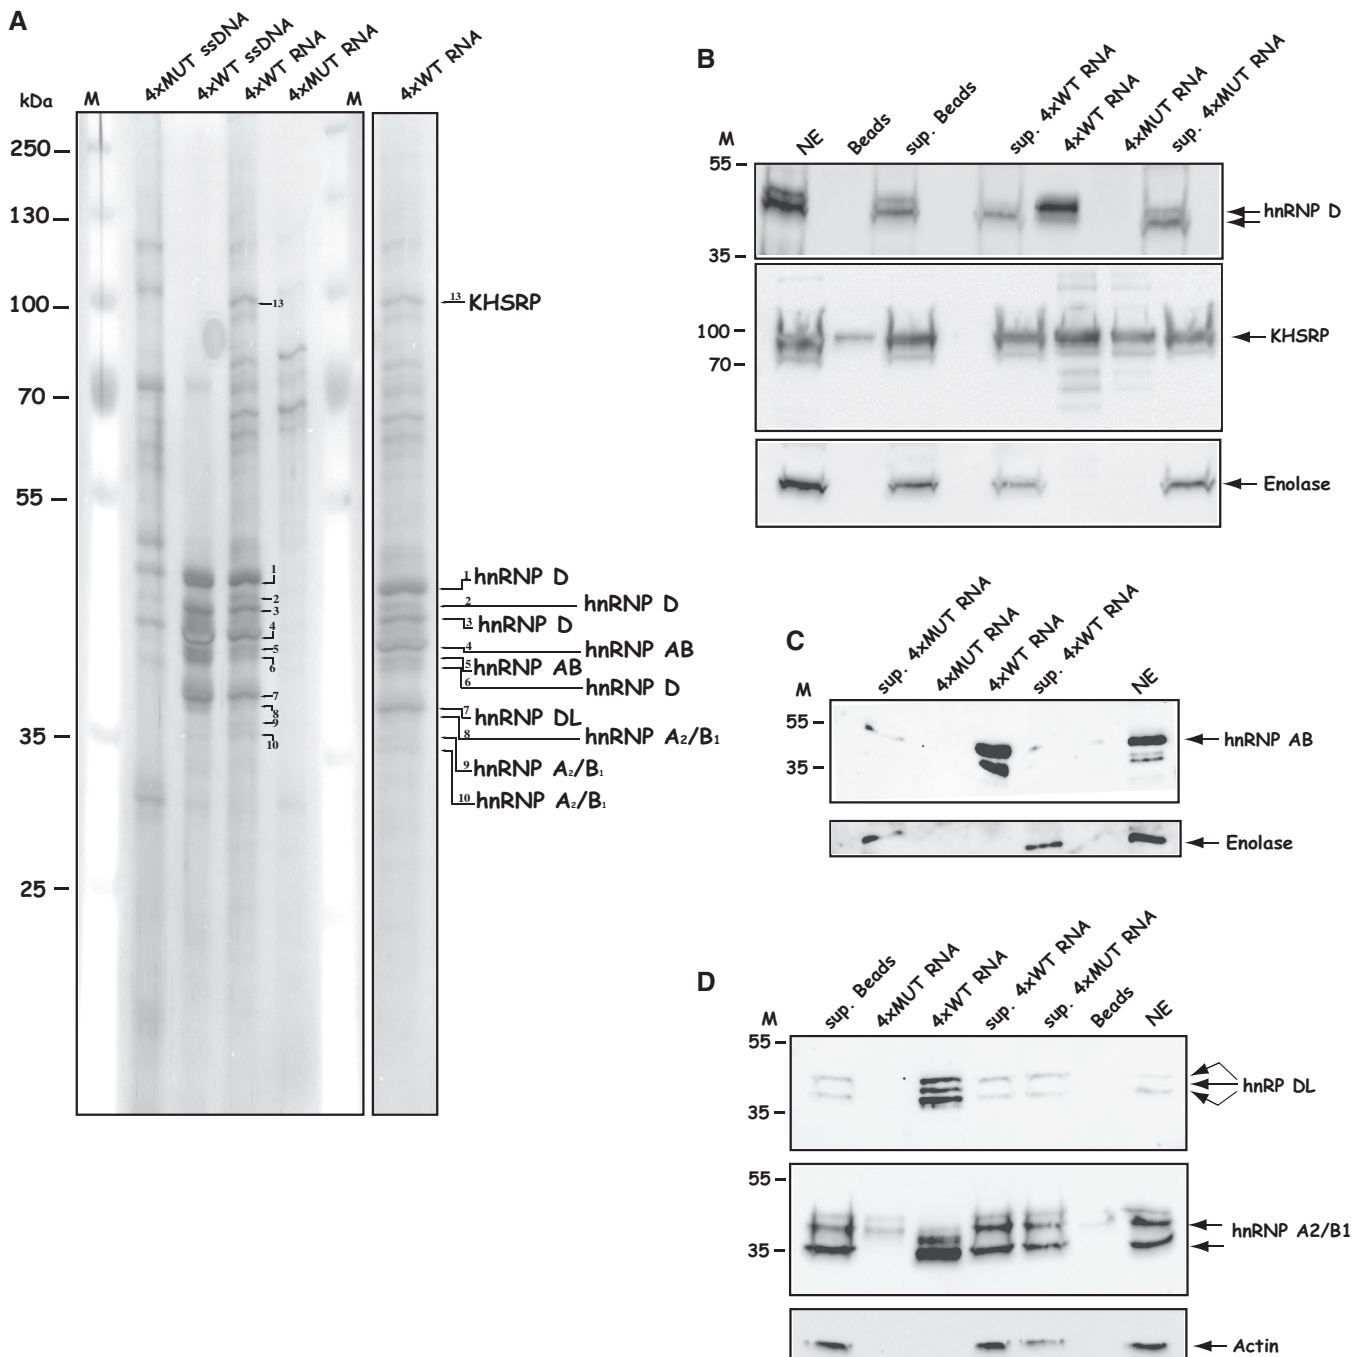 A
kDa
M
4xMUT ssDNA
4xWT ssDNA
4xWT RNA
4xMUT RNA
M
4xWT RNA
250
130
100
70
55
35
25
13
1
2
3
4
5
6
7
8
9
10
13 KHSRP
1 hnRNP D
2 hnRNP D
3 hnRNP D
4 hnRNP AB
5 hnRNP AB
6 hnRNP D
7 hnRNP DL
8 hnRNP A2/B1
9 hnRNP A2/B1
10 hnRNP A2/B1
B
M
NE
Beads
sup. Beads
sup. 4xWT RNA
4xWT RNA
4xMUT RNA
sup. 4xMUT RNA
55
35
hnRNP D
100
70
KHSRP
Enolase
C
M
sup. 4xMUT RNA
4xMUT RNA
4xWT RNA
sup. 4xWT RNA
NE
55
35
hnRNP AB
Enolase
D
M
sup. Beads
4xMUT RNA
4xWT RNA
sup. 4xWT RNA
sup. 4xMUT RNA
Beads
NE
55
35
hnRP DL
55
35
hnRNP A2/B1
Actin